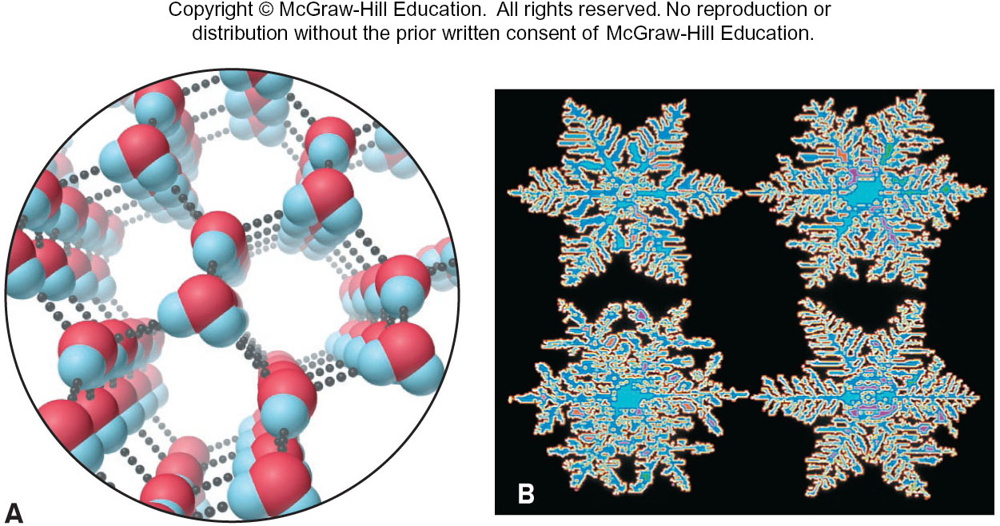 Copyright © McGraw-Hill Education.  All rights reserved. No reproduction or
distribution without the prior written consent of McGraw-Hill Education.
A
B